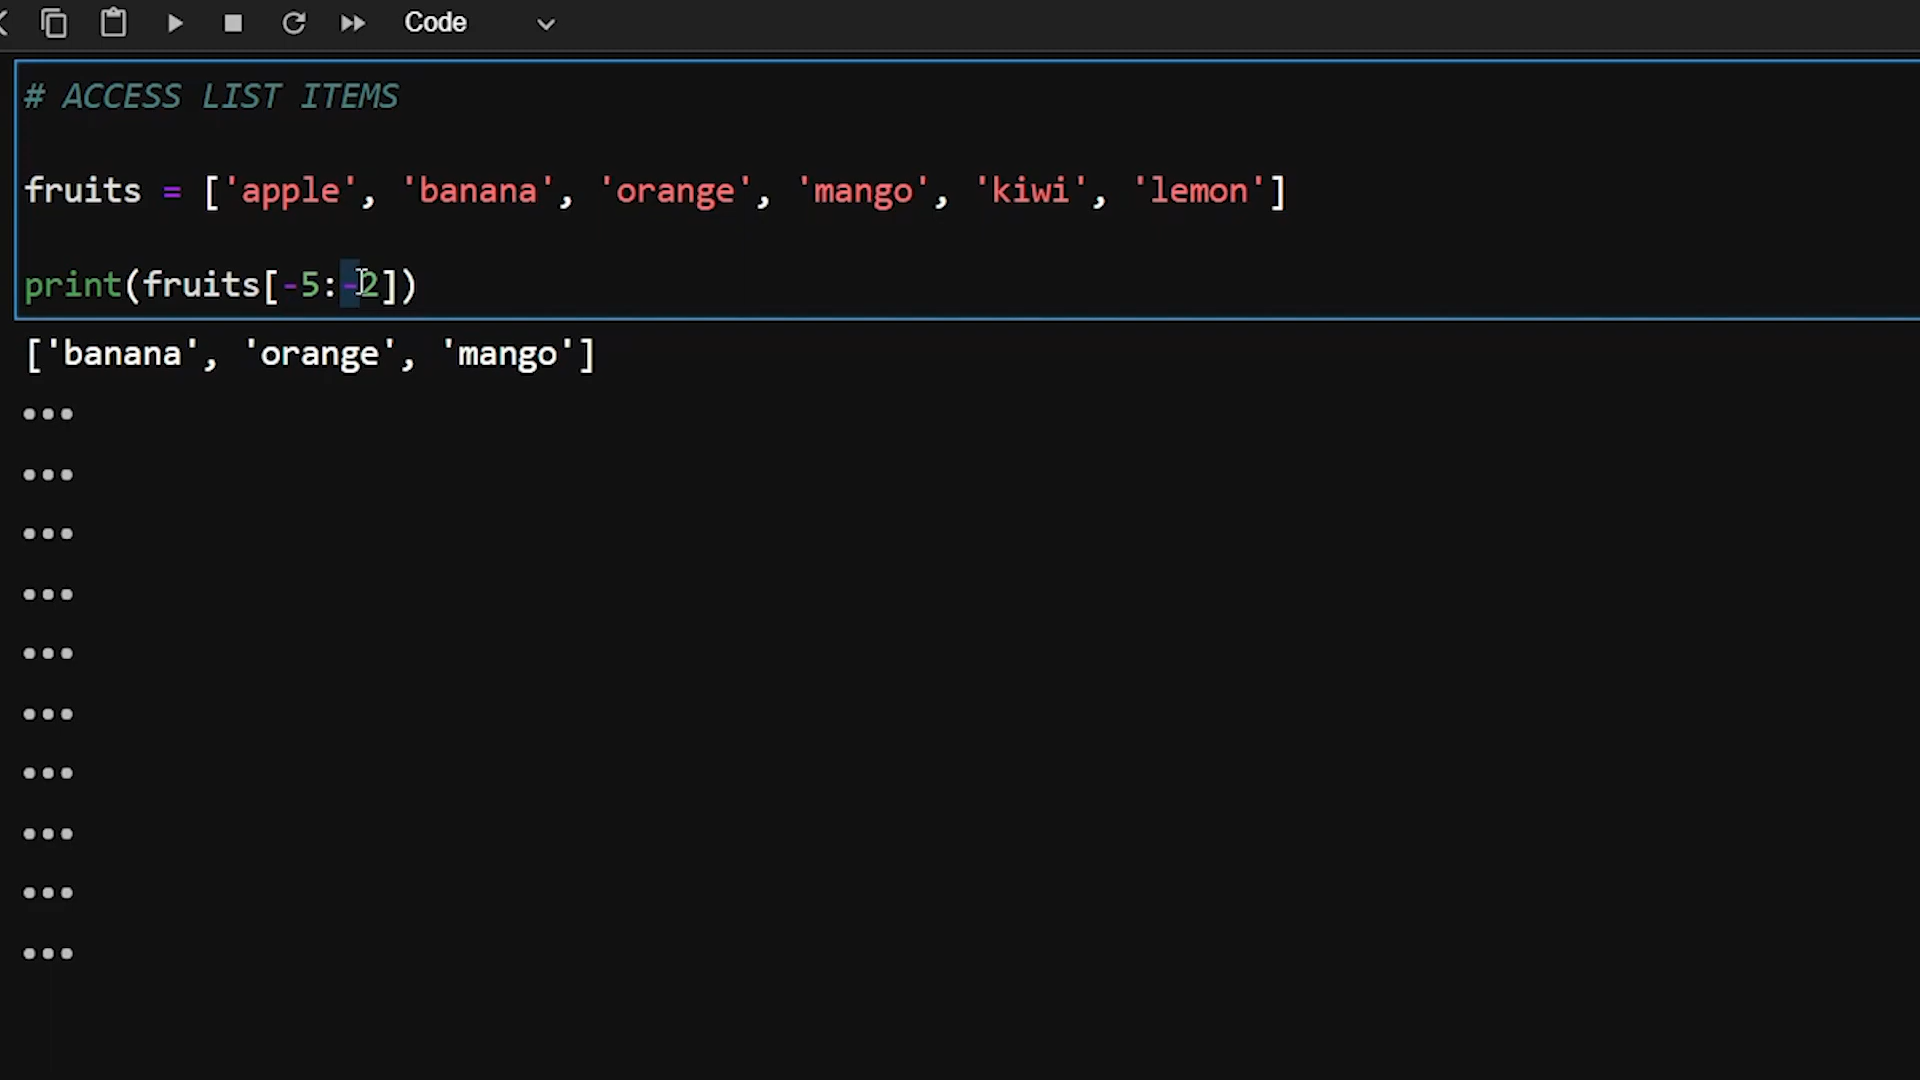 Code
# ACCESS LIST ITEMS
fruits = ['apple', 'banana', 'orange', 'mango', 'kiwi', 'lemon']
print(fruits[-5:-2])
['banana', 'orange', 'mango']